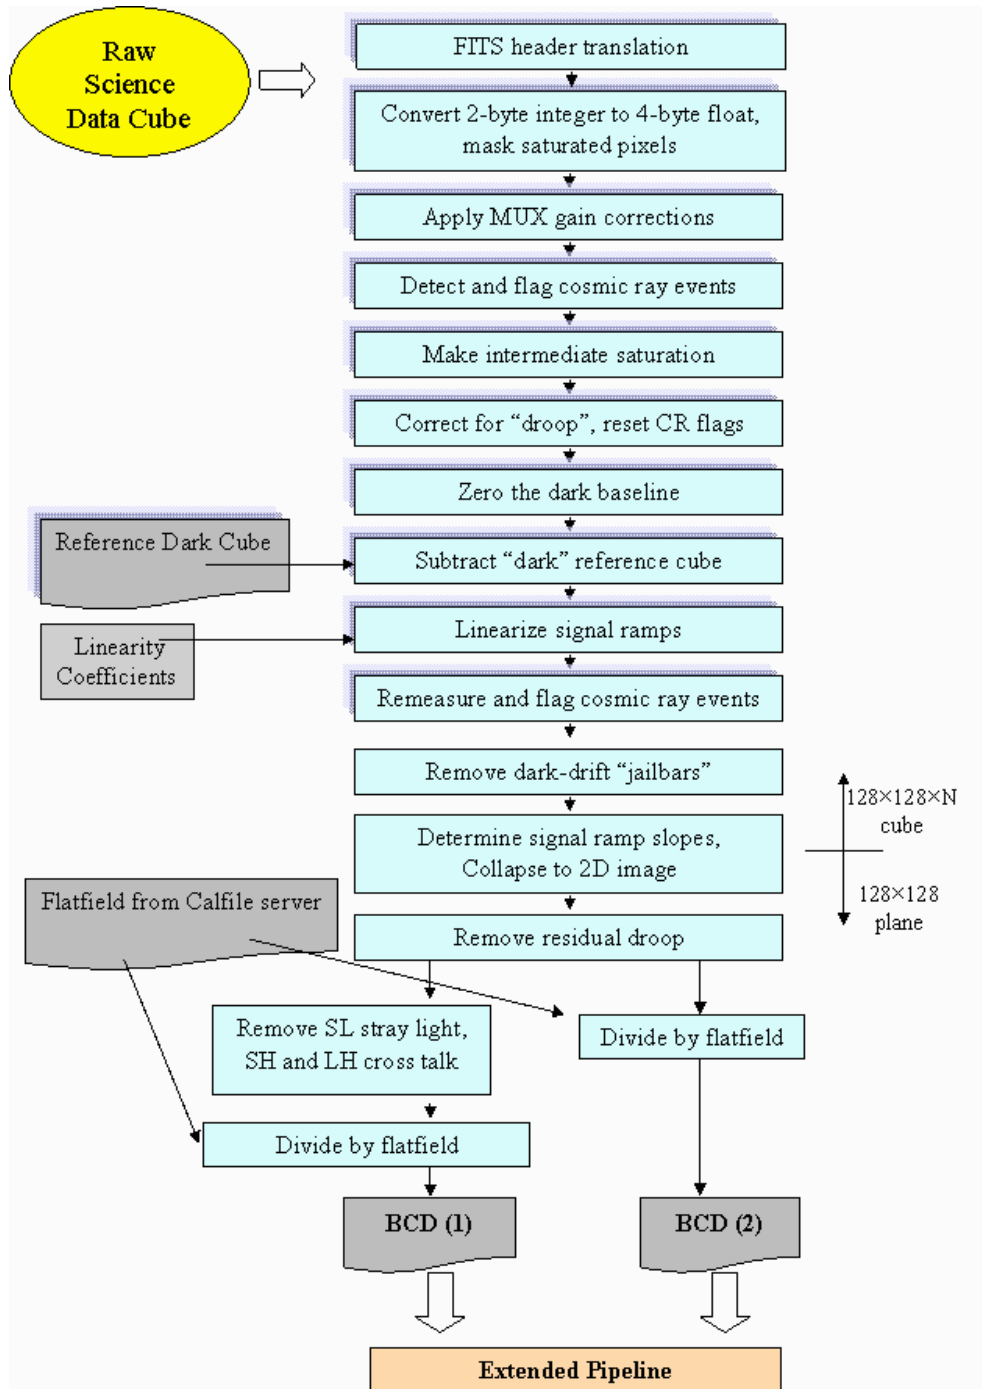 Raw
Science
Data Cube
FITS header translation
Convert 2-byte integer to 4-byte float,
mask saturated pixels
Apply MUX gain corrections
Detect and flag cosmic ray events
Make intermediate saturation
Correct for “droop”, reset CR flags
Zero the dark baseline
Reference Dark Cube
Subtract “dark” reference cube
Linearity
Coefficients
Linearize signal ramps
Remeasure and flag cosmic ray events
Remove dark-drift “jailbars”
128×128×N
cube
Determine signal ramp slopes,
Collapse to 2D image
128×128
plane
Flatfield from Calfile server
Remove residual droop
Remove SL stray light,
SH and LH cross talk
Divide by flatfield
Divide by flatfield
BCD (1)
BCD (2)
Extended Pipeline